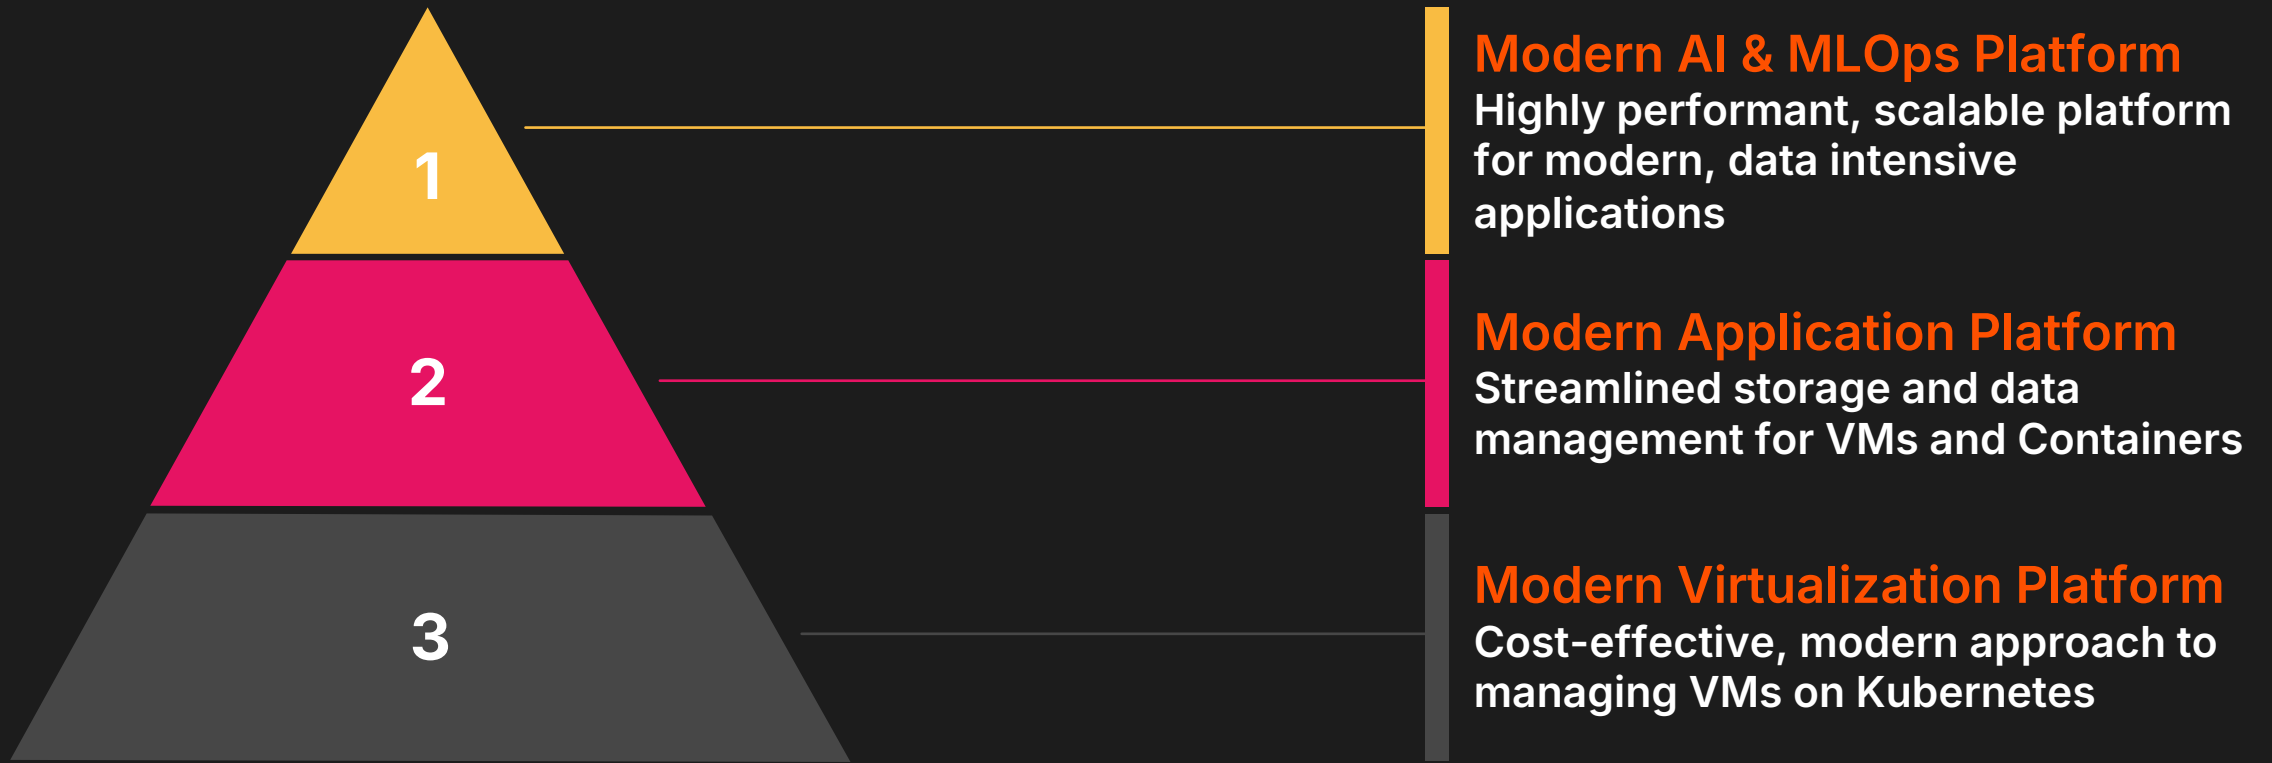 1
Modern AI & MLOps Platform
Highly performant, scalable platform
for modern, data intensive
applications
2
Modern Application Platform
Streamlined storage and data
management for VMs and Containers
3
Modern Virtualization Platform
Cost-effective, modern approach to
managing VMs on Kubernetes